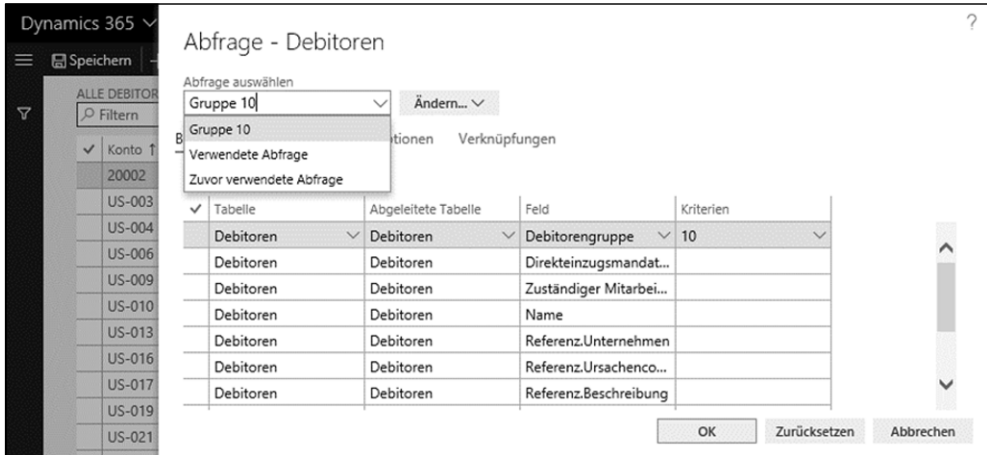 Dynamics 365
?
Speichern
Abfrage - Debitoren
ALLE DEBITOR
Filtern
Abfrage auswählen
Gruppe 10
Ändern...
Gruppe 10
Verwendete Abfrage
Zuvor verwendete Abfrage
B
tionen Verknüpfungen
Konto
20002
US-003
US-004
US-006
US-009
US-010
US-013
US-016
US-017
US-019
US-021
Tabelle Abgeleitete Tabelle Feld Kriterien
Debitoren Debitoren Debitorengruppe 10
Debitoren Debitoren Direkteinzugsmandat...
Debitoren Debitoren Zuständiger Mitarbei...
Debitoren Debitoren Name
Debitoren Debitoren Referenz.Unternehmen
Debitoren Debitoren Referenz.Ursachenco...
Debitoren Debitoren Referenz.Beschreibung
OK Zurücksetzen Abbrechen